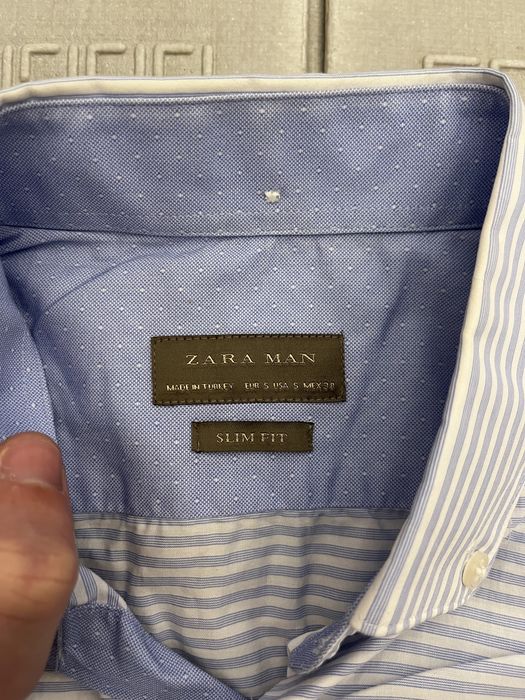 ZARA MAN
MADE IN TURKEY EUR S USA S MEX 38
SLIM FIT